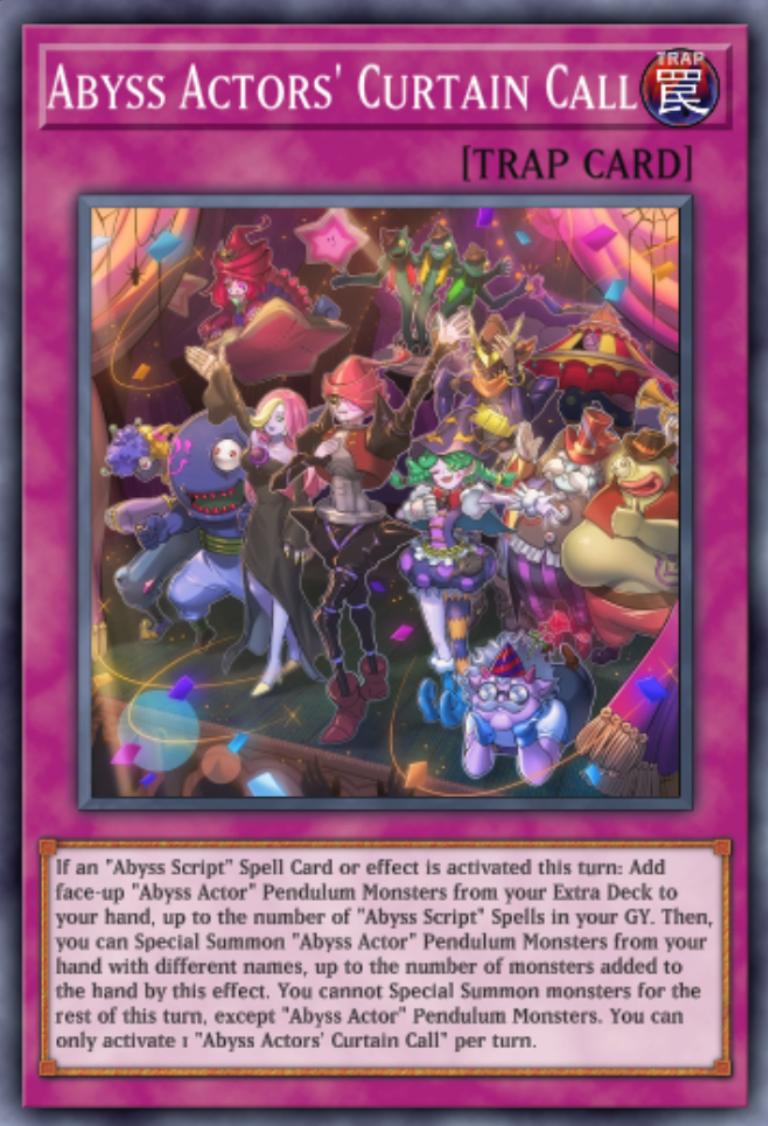 Abyss Actors' Curtain Call
TRAP
罠
[TRAP CARD]
If an "Abyss Script" Spell Card or effect is activated this turn: Add
face-up "Abyss Actor" Pendulum Monsters from your Extra Deck to
your hand, up to the number of "Abyss Script" Spells in your GY. Then,
you can Special Summon "Abyss Actor" Pendulum Monsters from your
hand with different names, up to the number of monsters added to
the hand by this effect. You cannot Special Summon monsters for the
rest of this turn, except "Abyss Actor" Pendulum Monsters. You can
only activate 1 "Abyss Actors' Curtain Call" per turn.